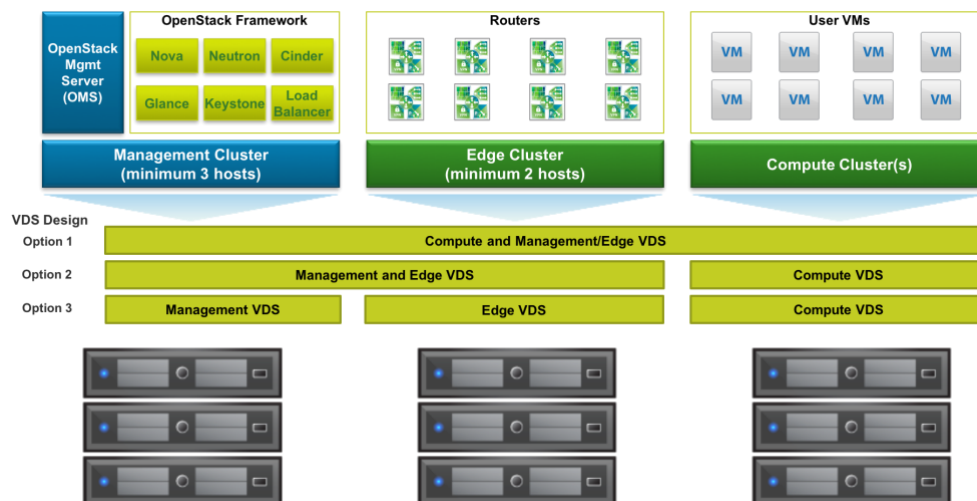 OpenStack Framework
Routers
User VMs
OpenStack
Mgmt
Server
(OMS)
Nova
Neutron
Cinder
Glance
Keystone
Load
Balancer
VM
VM
VM
VM
VM
VM
VM
VM
Management Cluster
(minimum 3 hosts)
Edge Cluster
(minimum 2 hosts)
Compute Cluster(s)
VDS Design
Option 1
Compute and Management/Edge VDS
Option 2
Management and Edge VDS
Compute VDS
Option 3
Management VDS
Edge VDS
Compute VDS